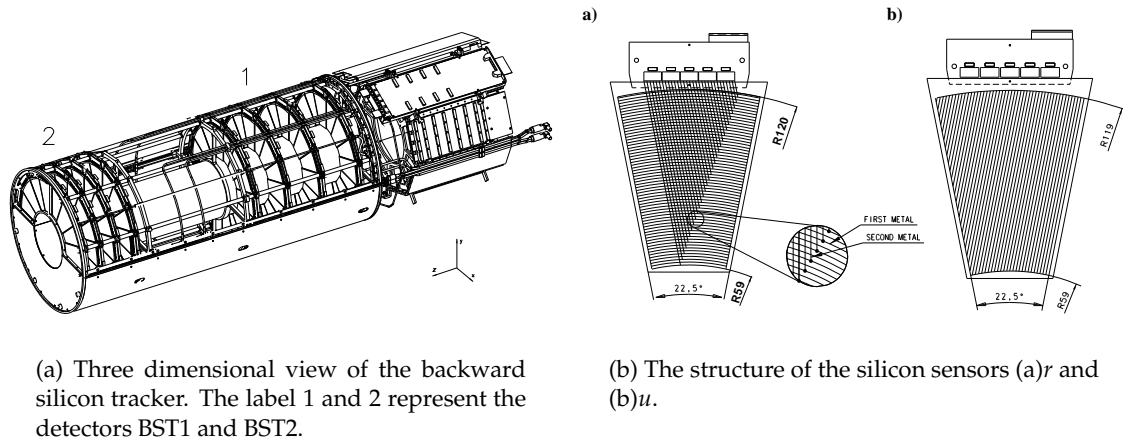 a)
b)
1
2
R120
R119
FIRST METAL
SECOND METAL
y
z
x
22,5°
R59
22,5°
R59
(a) Three dimensional view of the backward
silicon tracker. The label 1 and 2 represent the
detectors BST1 and BST2.
(b) The structure of the silicon sensors (a)r and
(b)u.